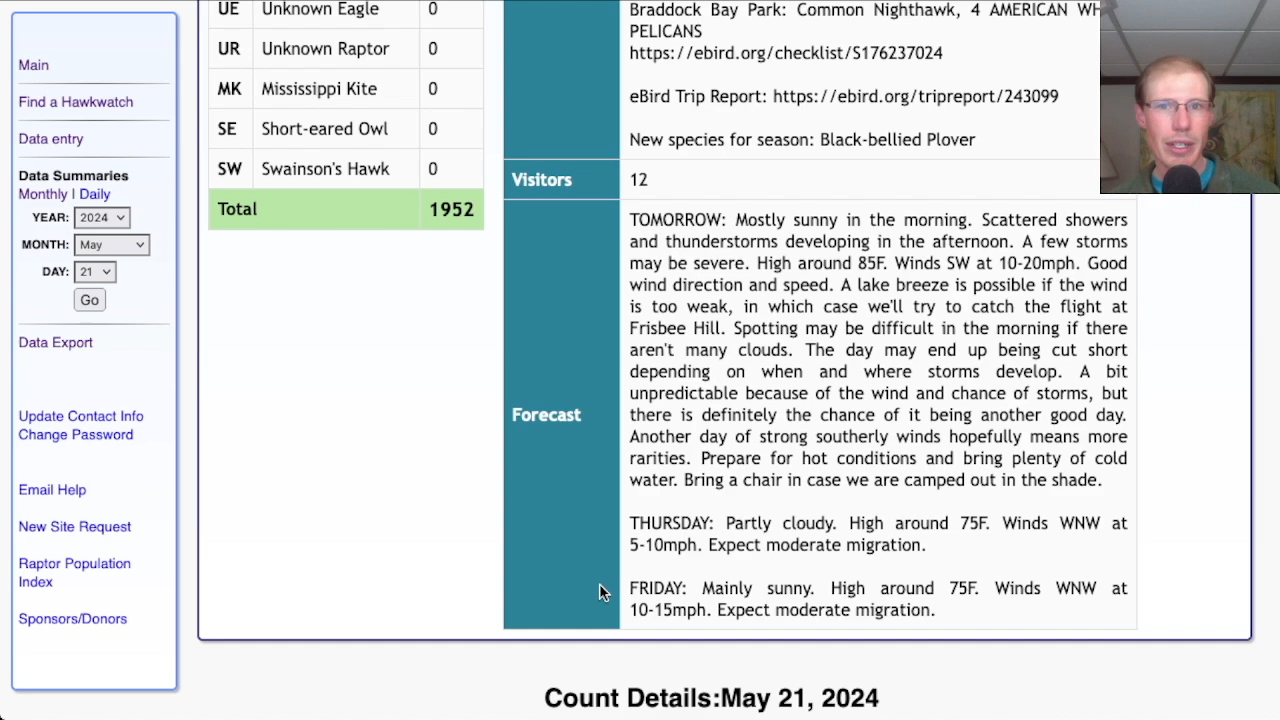 Main
Find a Hawkwatch
Data entry
Data Summaries
Monthly | Daily
YEAR: 2024
MONTH: May
DAY: 21
Go
Data Export
Update Contact Info
Change Password
Email Help
New Site Request
Raptor Population
Index
Sponsors/Donors
UE Unknown Eagle 0
UR Unknown Raptor 0
MK Mississippi Kite 0
SE Short-eared Owl 0
SW Swainson's Hawk 0
Total 1952
Braddock Bay Park: Common Nighthawk, 4 AMERICAN WH
PELICANS
https://ebird.org/checklist/S176237024
eBird Trip Report: https://ebird.org/tripreport/243099
New species for season: Black-bellied Plover
Visitors 12
Forecast
TOMORROW: Mostly sunny in the morning. Scattered showers
and thunderstorms developing in the afternoon. A few storms
may be severe. High around 85F. Winds SW at 10-20mph. Good
wind direction and speed. A lake breeze is possible if the wind
is too weak, in which case we'll try to catch the flight at
Frisbee Hill. Spotting may be difficult in the morning if there
aren't many clouds. The day may end up being cut short
depending on when and where storms develop. A bit
unpredictable because of the wind and chance of storms, but
there is definitely the chance of it being another good day.
Another day of strong southerly winds hopefully means more
rarities. Prepare for hot conditions and bring plenty of cold
water. Bring a chair in case we are camped out in the shade.
THURSDAY: Partly cloudy. High around 75F. Winds WNW at
5-10mph. Expect moderate migration.
FRIDAY: Mainly sunny. High around 75F. Winds WNW at
10-15mph. Expect moderate migration.
Count Details:May 21, 2024